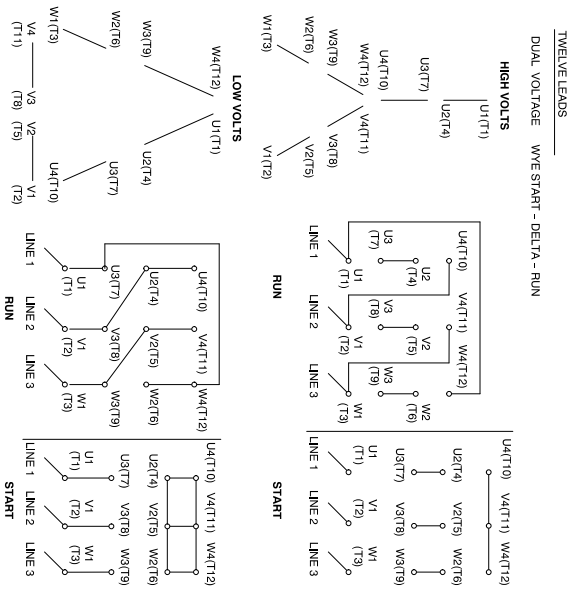 TWELVE LEADS
DUAL VOLTAGE WYE START – DELTA – RUN
HIGH VOLTS
U1(T1)
U2(T4)
U3(T7)
U4(T10)
W4(T12) V4(T11)
W3(T9) V3(T8)
W2(T6) V2(T5)
W1(T3) V1(T2)
U4(T10) V4(T11) W4(T12)
U2 V2 W2
(T4) (T5) (T6)
U3 V3 W3
(T7) (T8) (T9)
U1 V1 W1
(T1) (T2) (T3)
LINE 1 LINE 2 LINE 3
RUN
U4(T10) V4(T11) W4(T12)
U2(T4) V2(T5) W2(T6)
U3(T7) V3(T8) W3(T9)
U1 V1 W1
(T1) (T2) (T3)
LINE 1 LINE 2 LINE 3
START
LOW VOLTS
W4(T12) U1(T1)
W3(T9) U2(T4)
W2(T6) U3(T7)
W1(T3) U4(T10)
V4 V3 V2 V1
(T11) (T8) (T5) (T2)
U4(T10) V4(T11) W4(T12)
U2(T4) V2(T5) W2(T6)
U3(T7) V3(T8) W3(T9)
U1 V1 W1
(T1) (T2) (T3)
LINE 1 LINE 2 LINE 3
RUN
U4(T10) V4(T11) W4(T12)
U2(T4) V2(T5) W2(T6)
U3(T7) V3(T8) W3(T9)
U1 V1 W1
(T1) (T2) (T3)
LINE 1 LINE 2 LINE 3
START